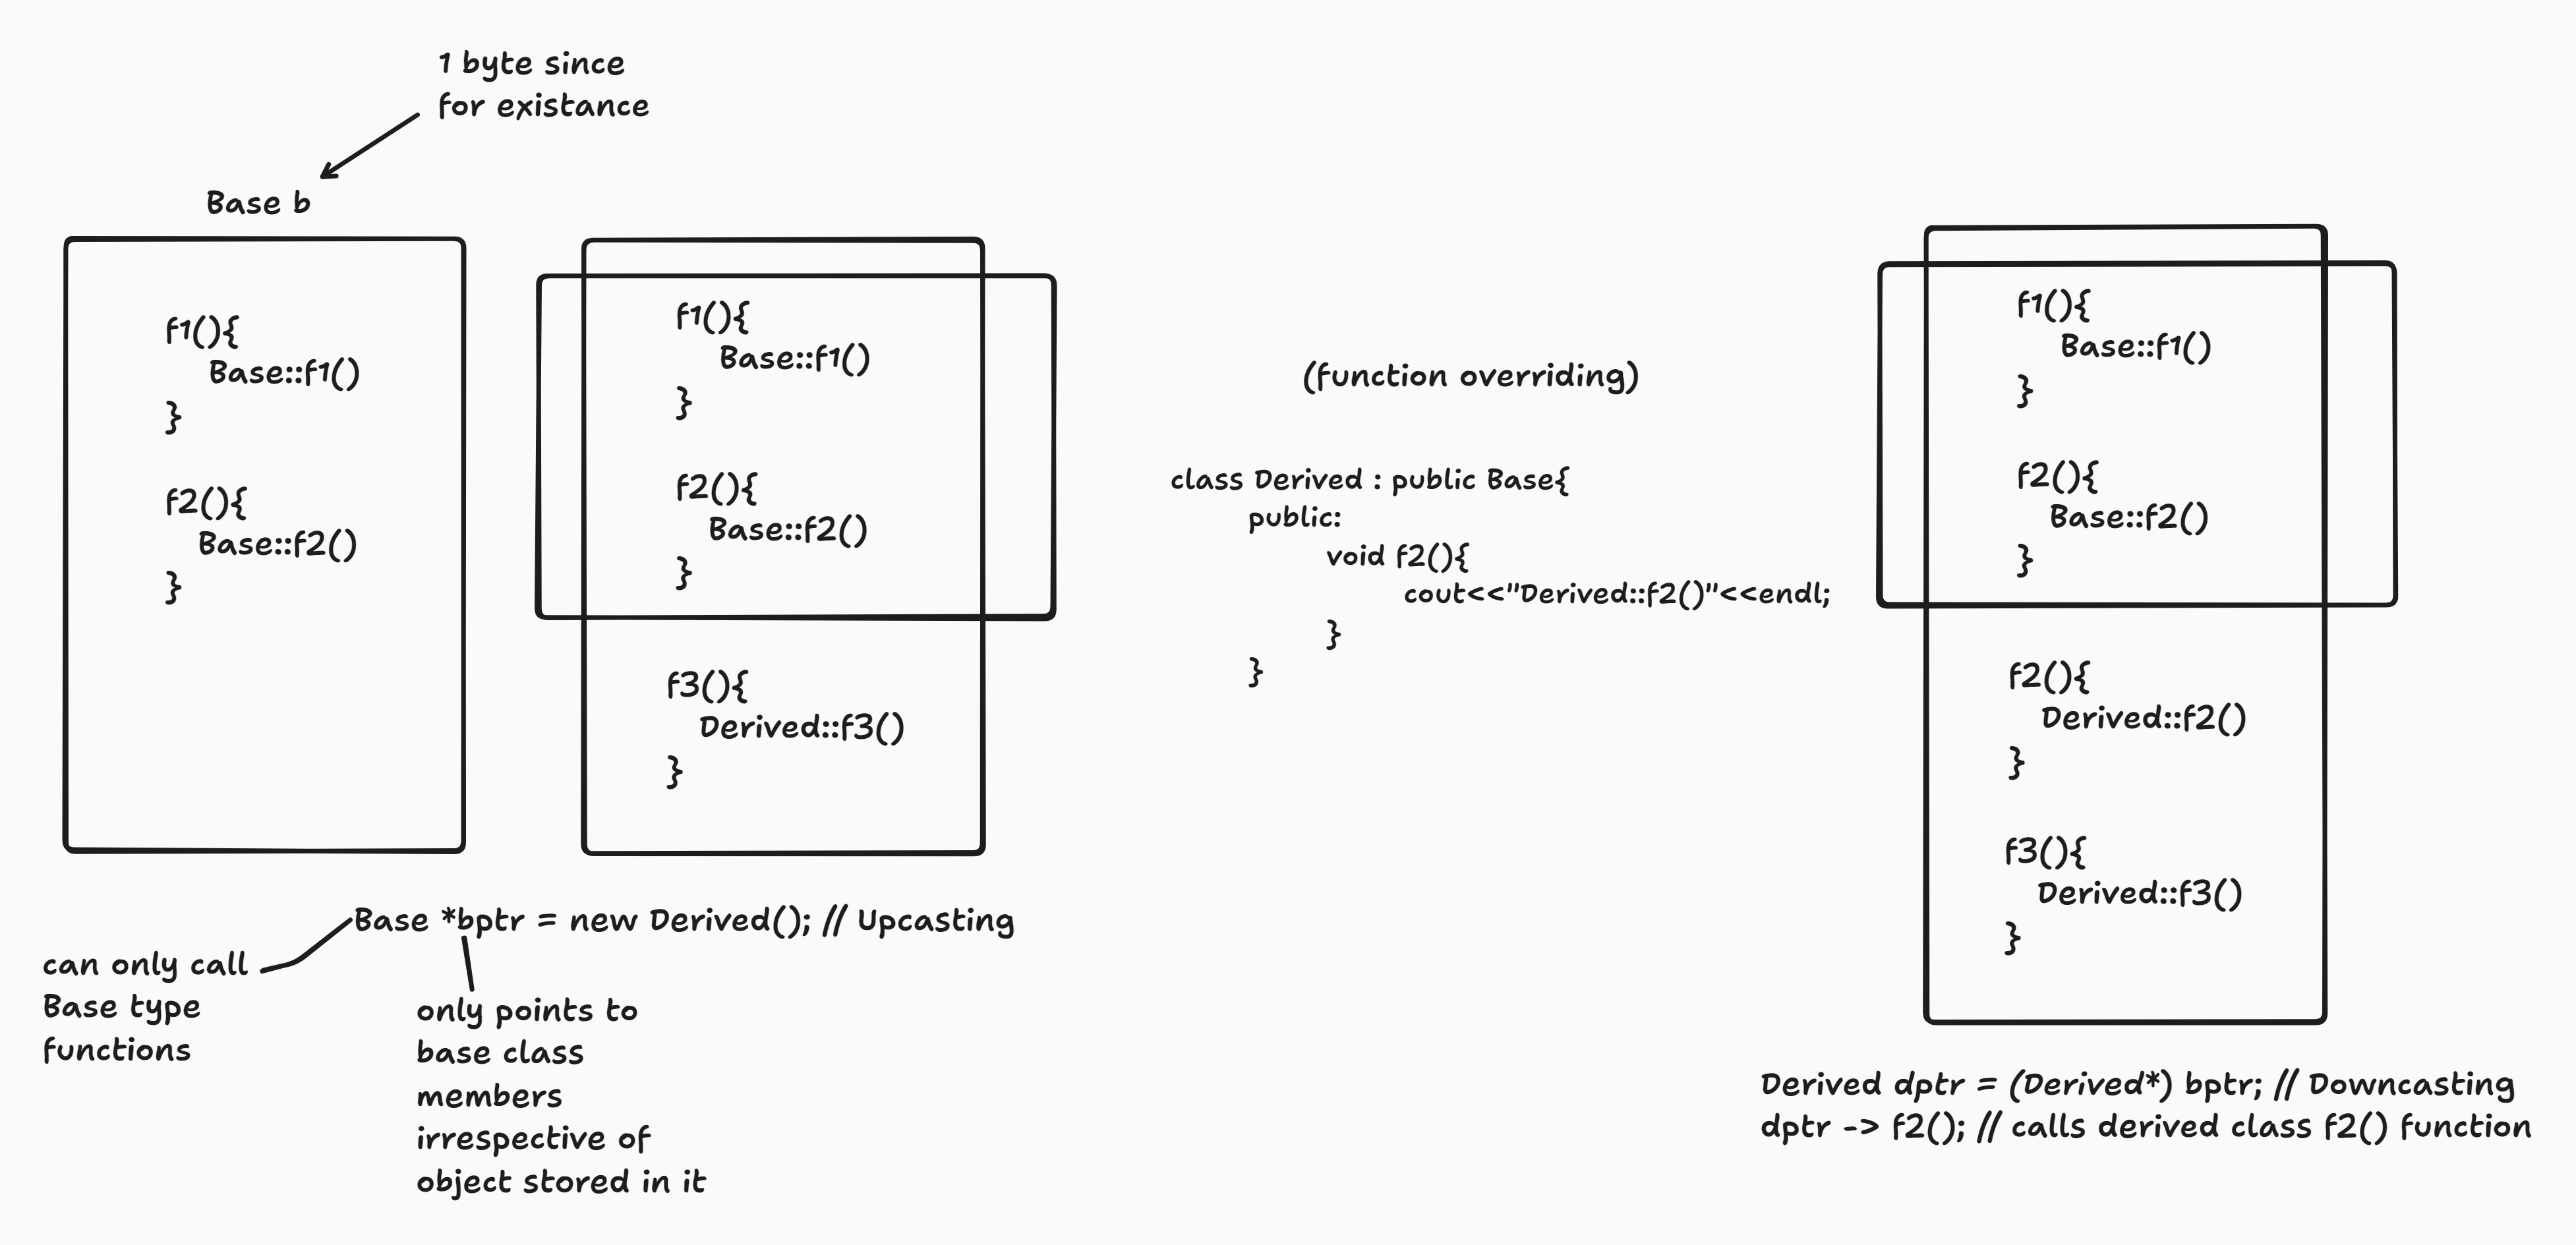 1 byte since
for existance
Base b
f1(){
Base::f1()
}
f2(){
Base::f2()
}
f1(){
Base::f1()
}
f2(){
Base::f2()
}
f3(){
Derived::f3()
}
Base *bptr = new Derived(); // Upcasting
can only call
Base type
functions
only points to
base class
members
irrespective of
object stored in it
(function overriding)
class Derived : public Base{
public:
void f2(){
cout<<"Derived::f2()"<<endl;
}
}
f1(){
Base::f1()
}
f2(){
Base::f2()
}
f2(){
Derived::f2()
}
f3(){
Derived::f3()
}
Derived dptr = (Derived*) bptr; // Downcasting
dptr -> f2(); // calls derived class f2() function